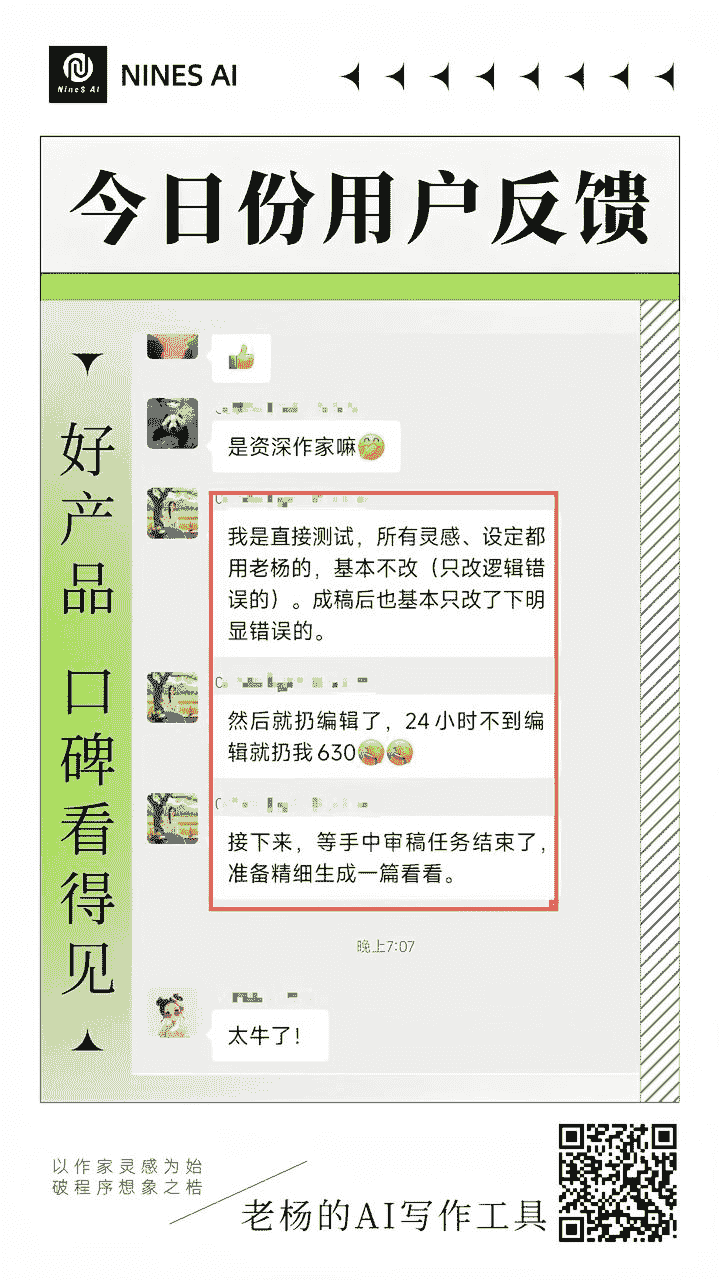 Nines AI
NINES AI
今日份用户反馈
好产品 口碑看得见
是资深作家嘛
我是直接测试，所有灵感、设定都
用老杨的，基本不改（只改逻辑错
误的）。成稿后也基本只改了下明
显错误的。
然后就扔编辑了，24小时不到编
辑就扔我630
接下来，等手中审稿任务结束了，
准备精细生成一篇看看。
晚上7:07
太牛了！
以作家灵感为始
破程序想象之梏
老杨的AI写作工具